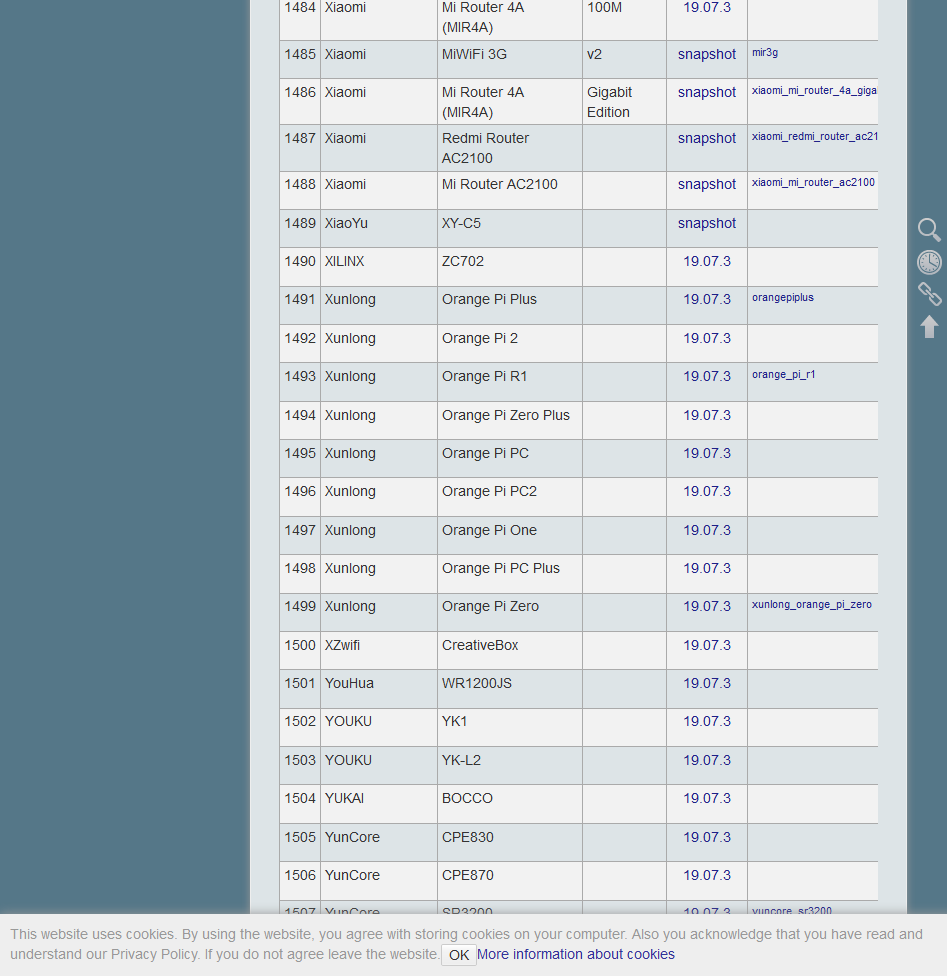 1484 Xiaomi Mi Router 4A 100M 19.07.3
(MIR4A)
1485 Xiaomi MiWiFi 3G v2 snapshot mir3g
1486 Xiaomi Mi Router 4A Gigabit snapshot xiaomi_mi_router_4a_giga
(MIR4A) Edition
1487 Xiaomi Redmi Router snapshot xiaomi_redmi_router_ac21
AC2100
1488 Xiaomi Mi Router AC2100 snapshot xiaomi_mi_router_ac2100
1489 XiaoYu XY-C5 snapshot
1490 XILINX ZC702 19.07.3
1491 Xunlong Orange Pi Plus 19.07.3 orangepiplus
1492 Xunlong Orange Pi 2 19.07.3
1493 Xunlong Orange Pi R1 19.07.3 orange_pi_r1
1494 Xunlong Orange Pi Zero Plus 19.07.3
1495 Xunlong Orange Pi PC 19.07.3
1496 Xunlong Orange Pi PC2 19.07.3
1497 Xunlong Orange Pi One 19.07.3
1498 Xunlong Orange Pi PC Plus 19.07.3
1499 Xunlong Orange Pi Zero 19.07.3 xunlong_orange_pi_zero
1500 XZwifi CreativeBox 19.07.3
1501 YouHua WR1200JS 19.07.3
1502 YOUKU YK1 19.07.3
1503 YOUKU YK-L2 19.07.3
1504 YUKAI BOCCO 19.07.3
1505 YunCore CPE830 19.07.3
1506 YunCore CPE870 19.07.3
1507 YunCore SR3200 19.07.3 yuncore_sr3200
This website uses cookies. By using the website, you agree with storing cookies on your computer. Also you acknowledge that you have read and
understand our Privacy Policy. If you do not agree leave the website. OK More information about cookies